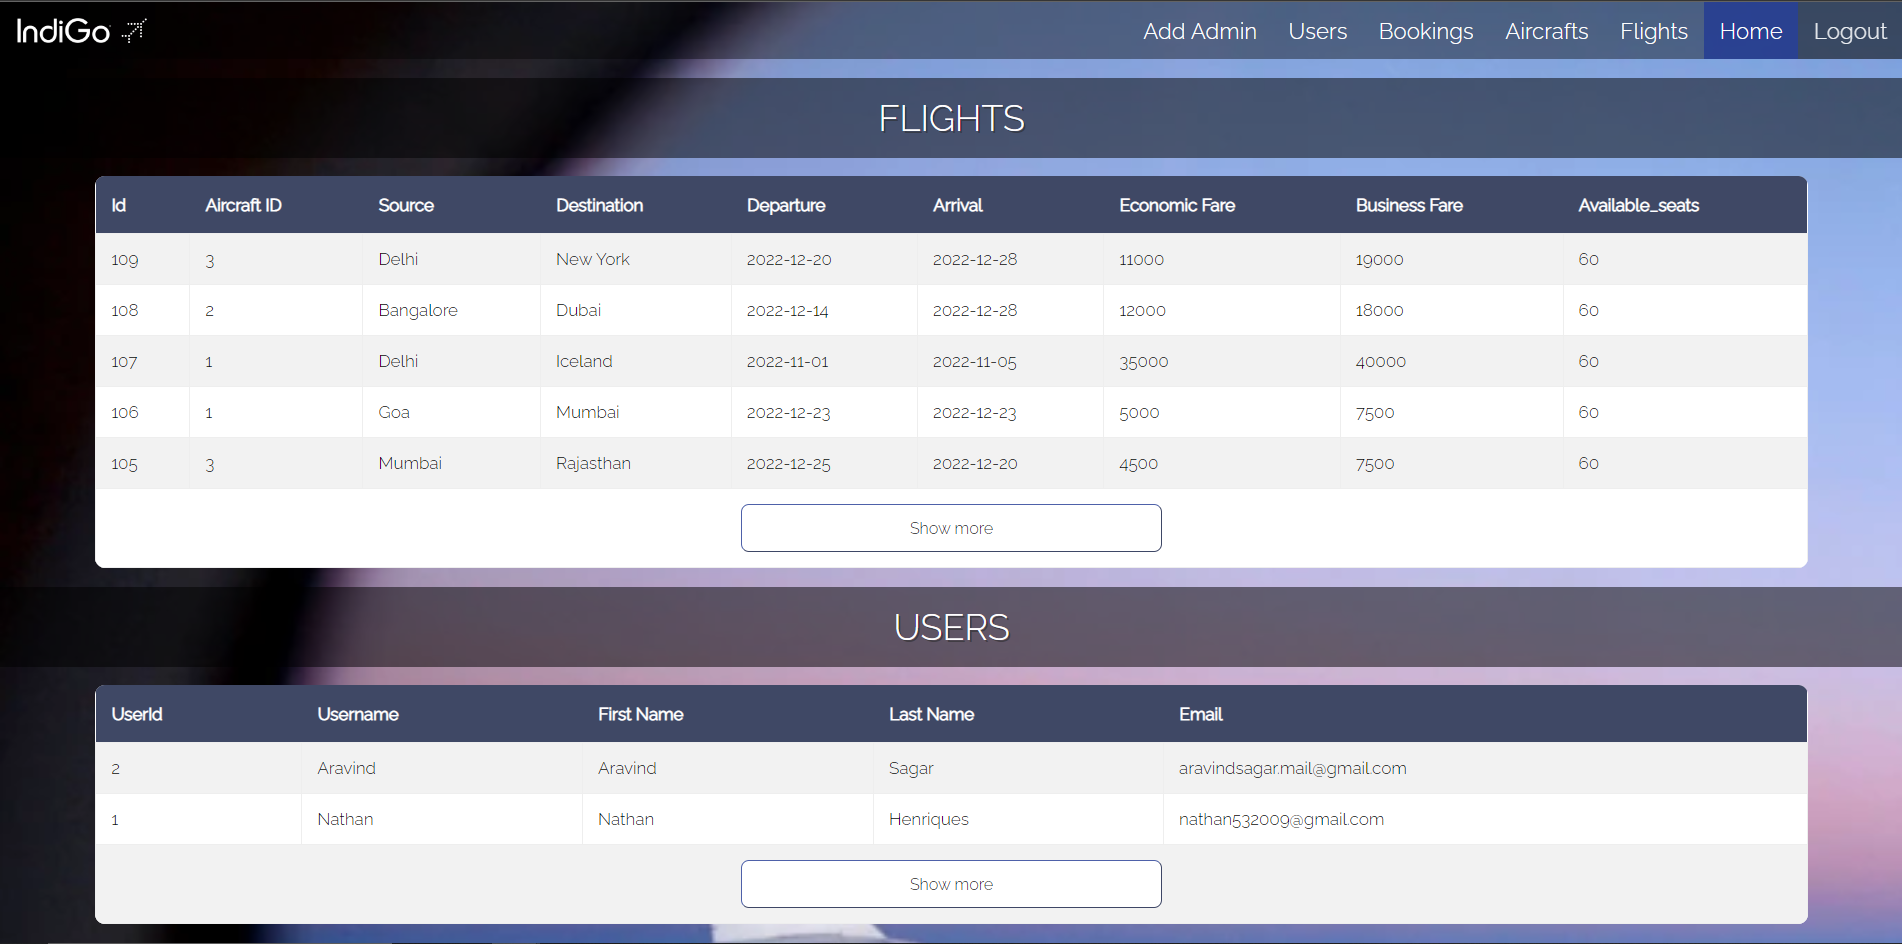 IndiGo Add Admin Users Bookings Aircrafts Flights Home Logout
FLIGHTS
Id Aircraft ID Source Destination Departure Arrival Economic Fare Business Fare Available_seats
109 3 Delhi New York 2022-12-20 2022-12-28 11000 19000 60
108 2 Bangalore Dubai 2022-12-14 2022-12-28 12000 18000 60
107 1 Delhi Iceland 2022-11-01 2022-11-05 35000 40000 60
106 1 Goa Mumbai 2022-12-23 2022-12-23 5000 7500 60
105 3 Mumbai Rajasthan 2022-12-25 2022-12-20 4500 7500 60
Show more
USERS
UserId Username First Name Last Name Email
2 Aravind Aravind Sagar aravindsagar.mail@gmail.com
1 Nathan Nathan Henriques nathan532009@gmail.com
Show more